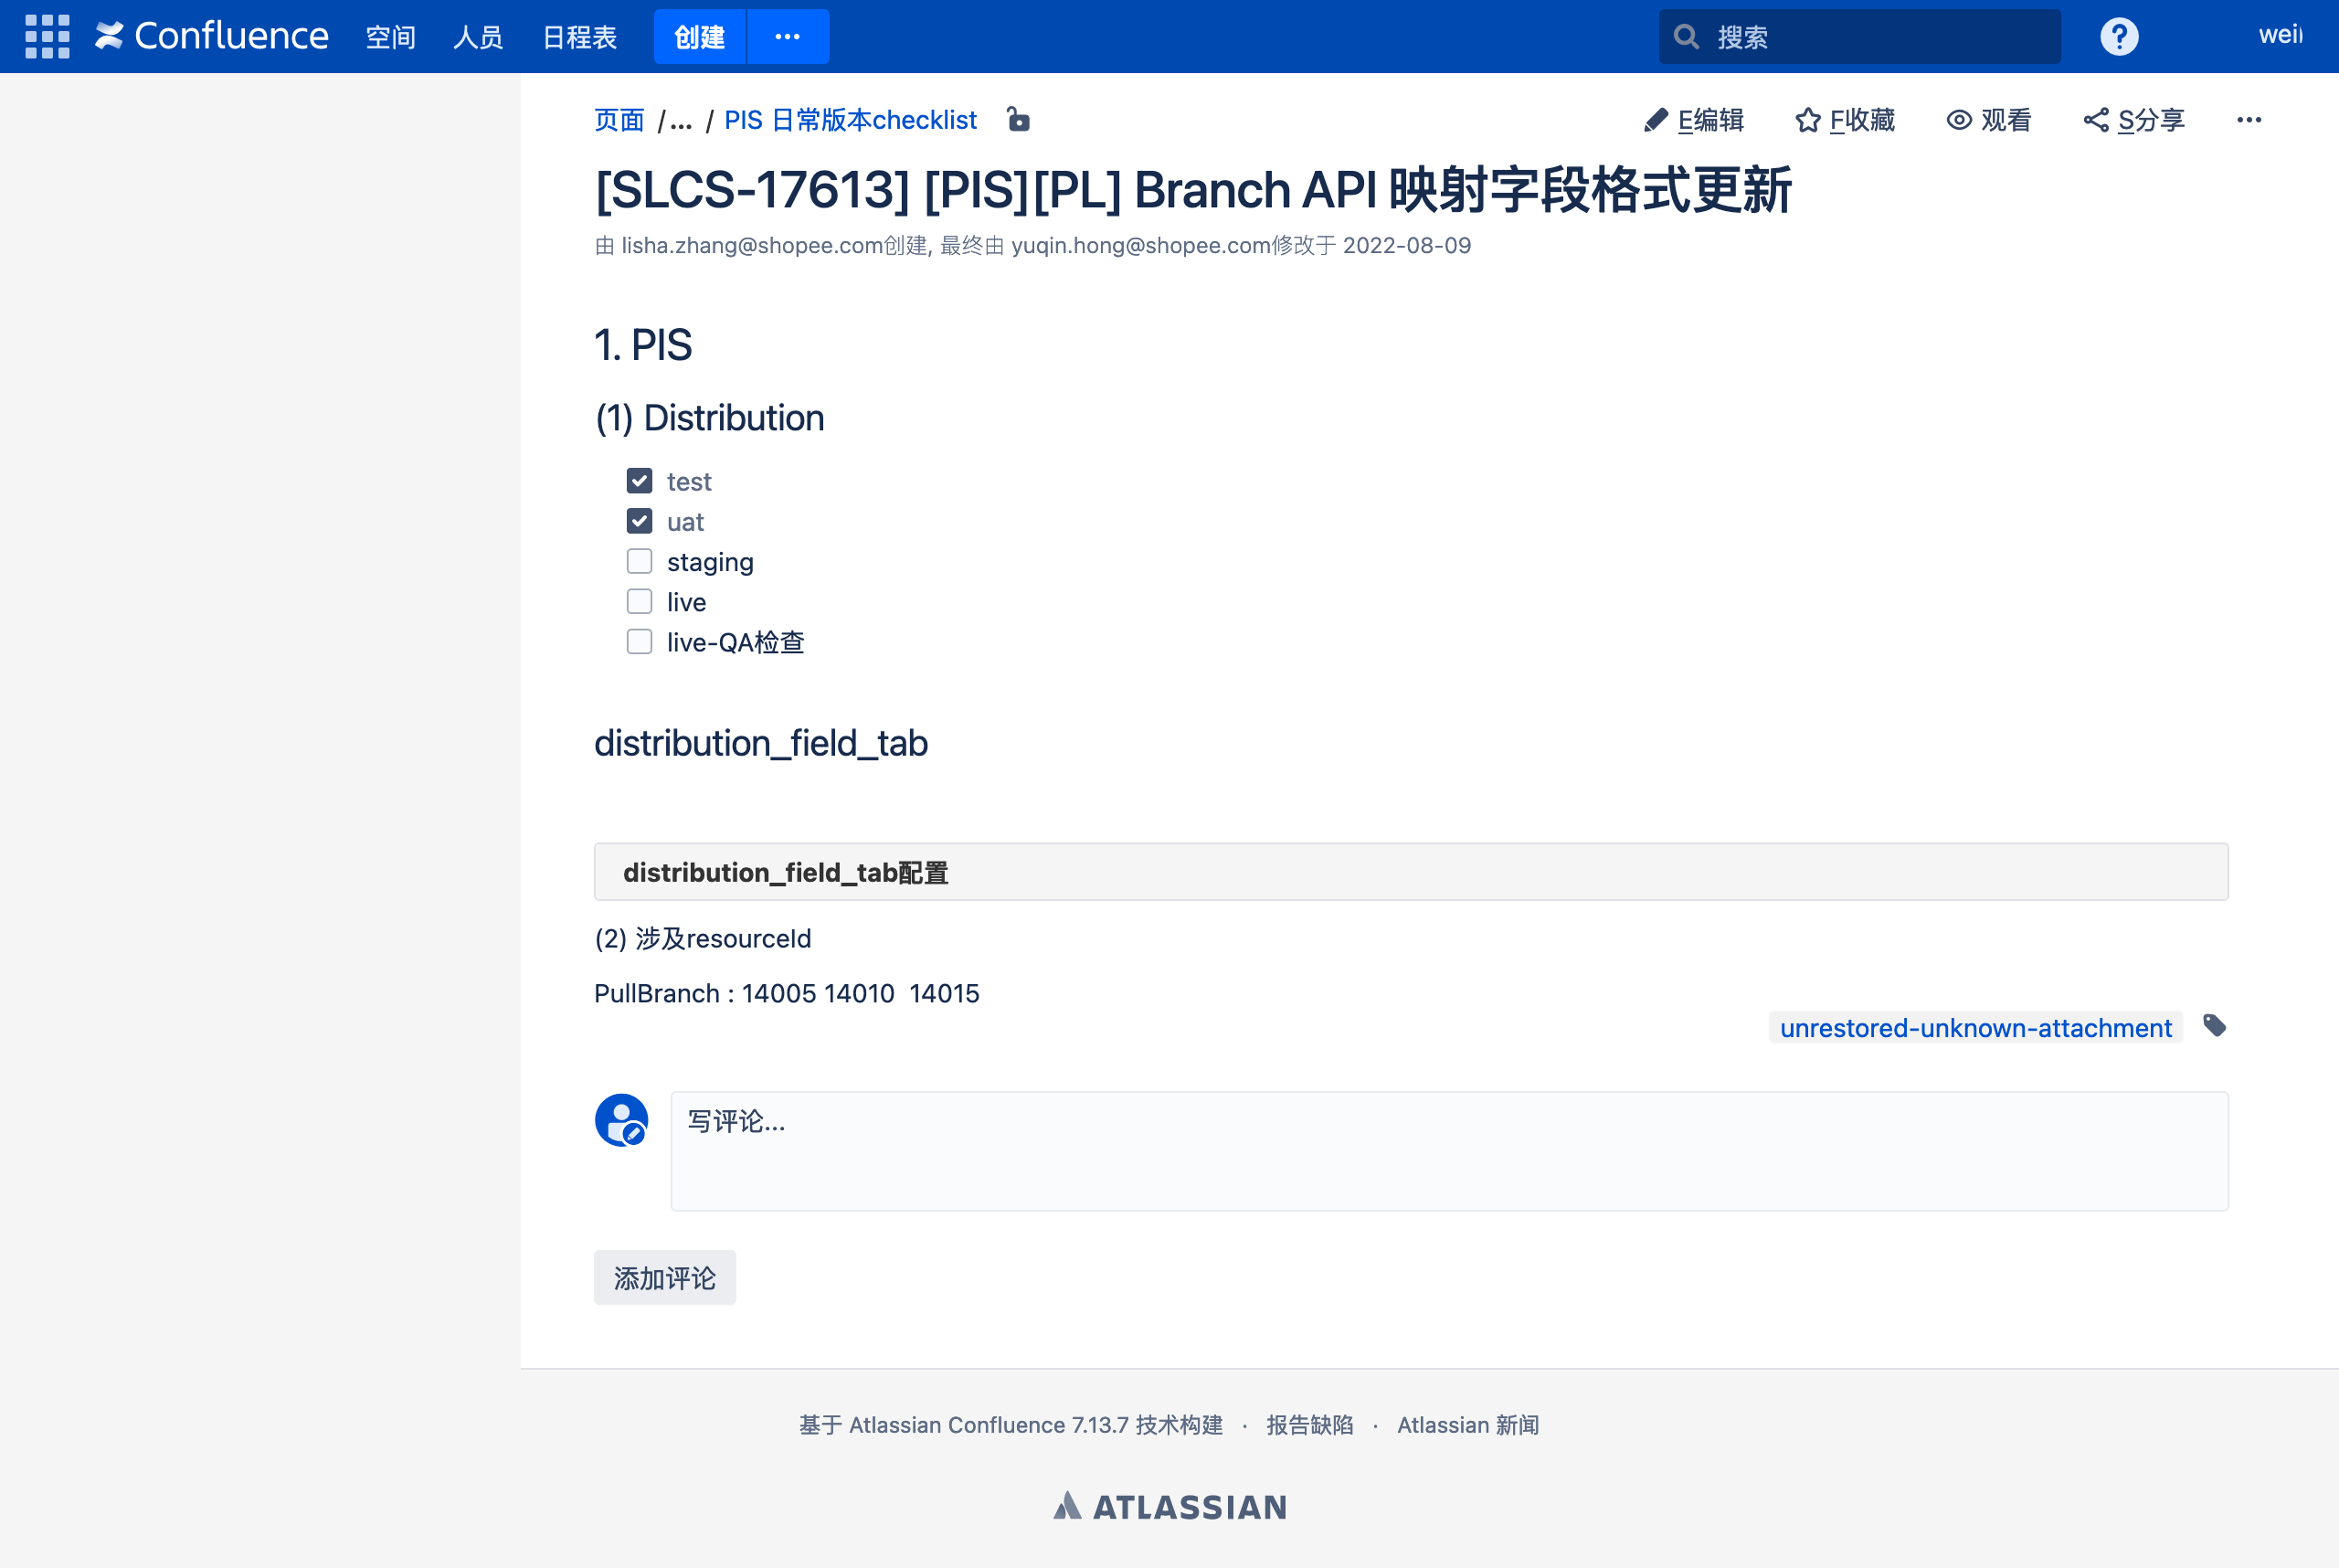 Confluence 空间 人员 日程表 创建 ··· 搜索 ? wei
页面 /... / PIS 日常版本checklist E编辑 F收藏 观看 S分享 ···
[SLCS-17613] [PIS][PL] Branch API 映射字段格式更新
由 lisha.zhang@shopee.com创建, 最终由 yuqin.hong@shopee.com修改于 2022-08-09
1. PIS
(1) Distribution
test
uat
staging
live
live-QA检查
distribution_field_tab
distribution_field_tab配置
(2) 涉及resourceId
PullBranch : 14005 14010  14015
unrestored-unknown-attachment
写评论...
添加评论
基于 Atlassian Confluence 7.13.7 技术构建 · 报告缺陷 · Atlassian 新闻
ATLASSIAN